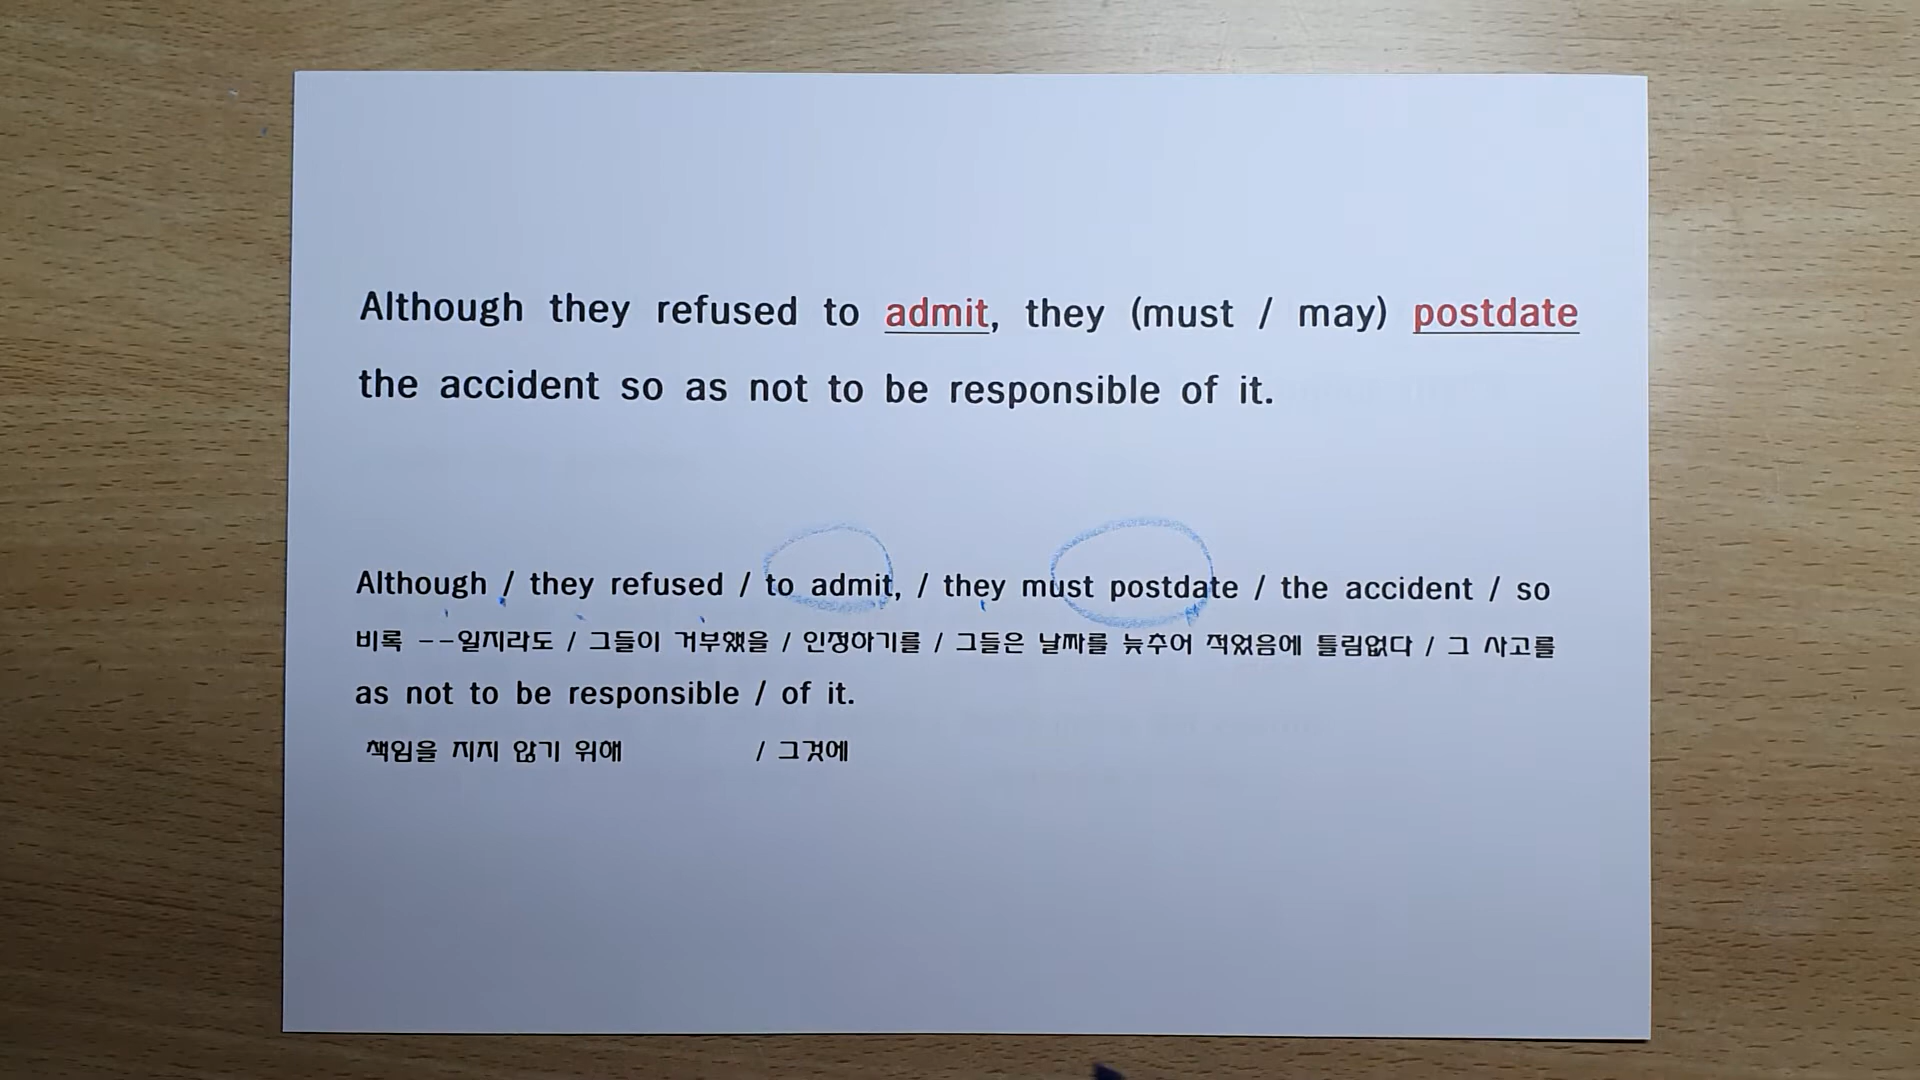 Although they refused to admit, they (must / may) postdate
the accident so as not to be responsible of it.
Although / they refused / to admit, / they must postdate / the accident / so
비록 --일지라도 / 그들이 거부했을 / 인정하기를 / 그들은 날짜를 늦추어 적었음에 틀림없다 / 그 사고를
as not to be responsible / of it.
책임을 지지 않기 위해 / 그것에